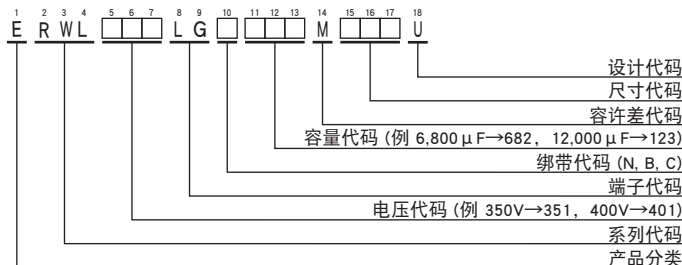 1 2 3 4 5 6 7 8 9 10 11 12 13 14 15 16 17 18
E RWL □□□ LG □ □□□ M □□□ U
设计代码
尺寸代码
容许差代码
容量代码 (例 6,800μF→682, 12,000μF→123)
绑带代码 (N, B, C)
端子代码
电压代码 (例 350V→351, 400V→401)
系列代码
产品分类